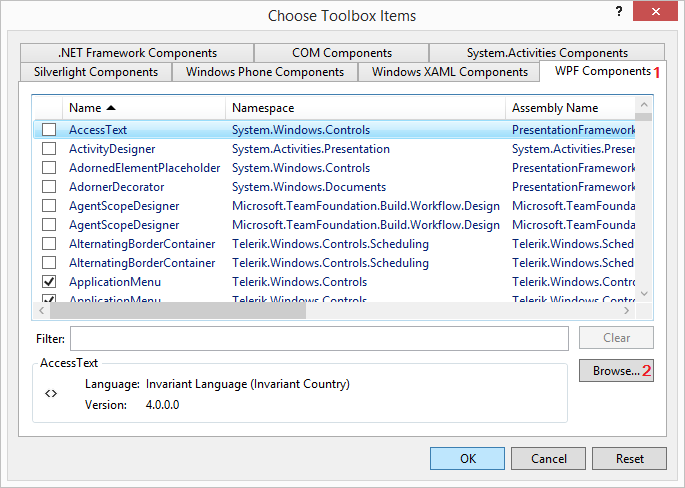 Choose Toolbox Items ? ×
.NET Framework Components COM Components System.Activities Components
Silverlight Components Windows Phone Components Windows XAML Components WPF Components 1
Name Namespace Assembly Name
AccessText System.Windows.Controls PresentationFramework
ActivityDesigner System.Activities.Presentation System.Activities.Preser
AdornedElementPlaceholder System.Windows.Controls PresentationFramework
AdornerDecorator System.Windows.Documents PresentationFramework
AgentScopeDesigner Microsoft.TeamFoundation.Build.Workflow.Design Microsoft.TeamFounda
AgentScopeDesigner Microsoft.TeamFoundation.Build.Workflow.Design Microsoft.TeamFounda
AlternatingBorderContainer Telerik.Windows.Controls.Scheduling Telerik.Windows.Sched
AlternatingBorderContainer Telerik.Windows.Controls.Scheduling Telerik.Windows.Sched
ApplicationMenu Telerik.Windows.Controls Telerik.Windows.Contro
ApplicationMenu Telerik.Windows.Controls Telerik.Windows.Contro
Filter: Clear
AccessText Browse... 2
<> Language: Invariant Language (Invariant Country)
Version: 4.0.0.0
OK Cancel Reset